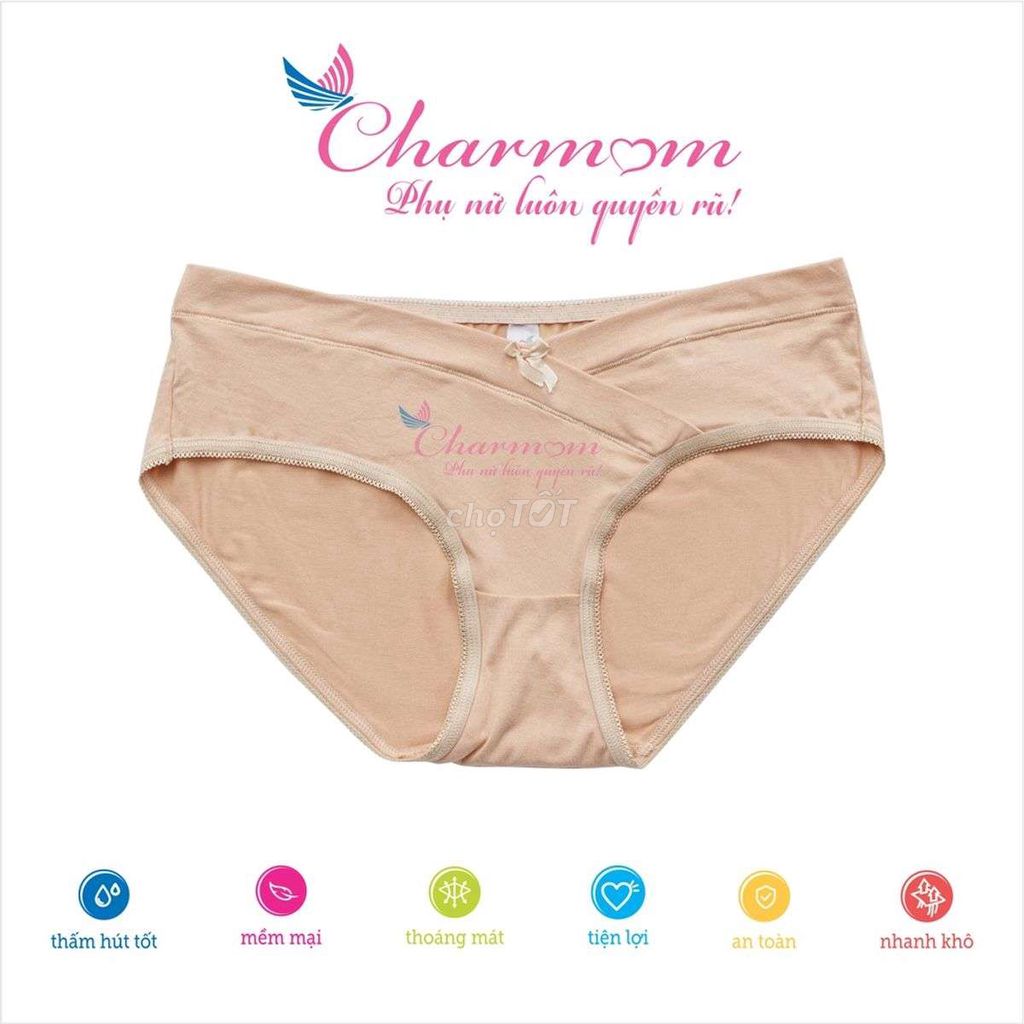 Charmom
Phụ nữ luôn quyến rũ!
Charmom
Phụ nữ luôn quyến rũ!
chợTỐT
thấm hút tốt
mềm mại
thoáng mát
tiện lợi
an toàn
nhanh khô